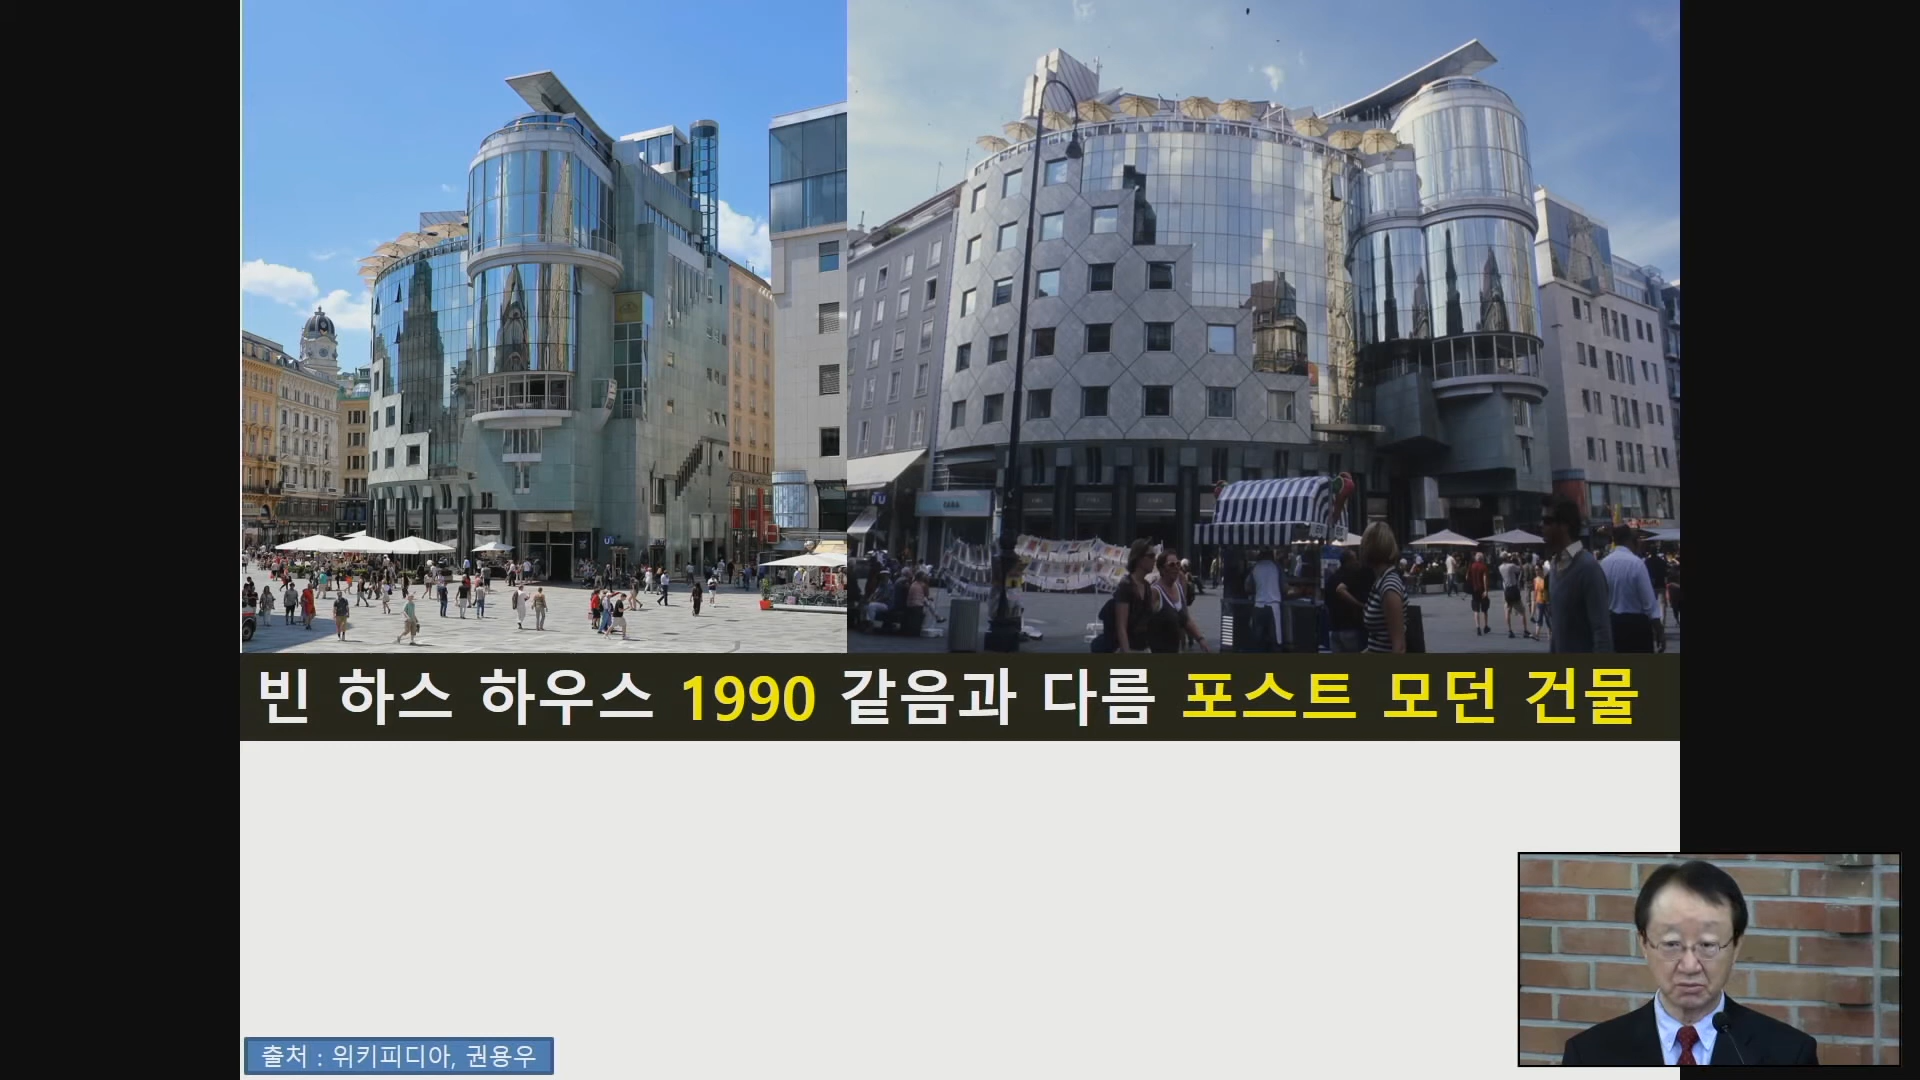 빈 하스 하우스 1990 같음과 다름 포스트 모던 건물
출처 : 위키피디아, 권용우